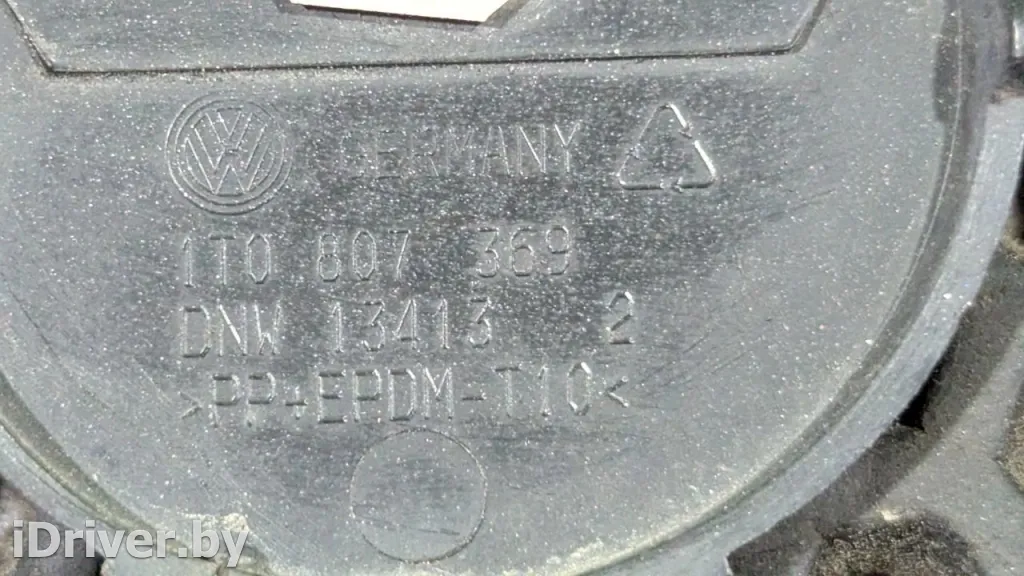 GERMANY
1T0 807 369
DNW 13413 2
>PP+EPDM-T10<
iDriver.by